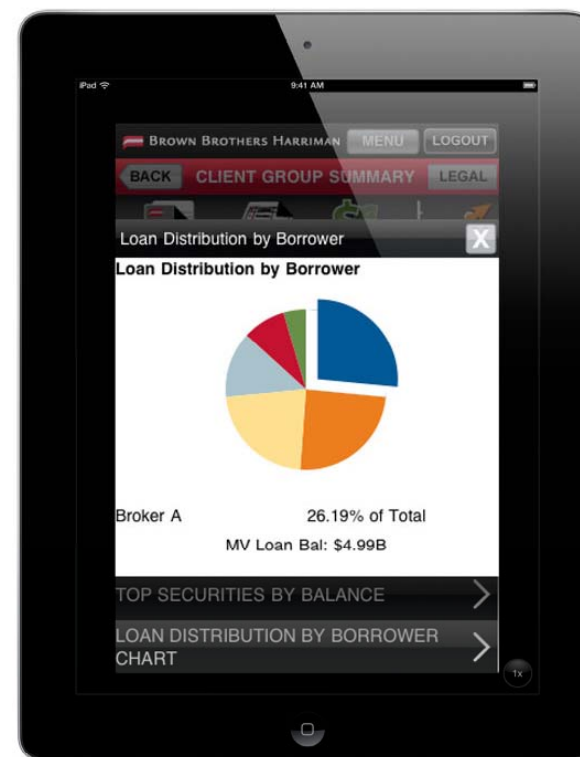 iPad
9:41 AM
BROWN BROTHERS HARRIMAN
MENU
LOGOUT
BACK
CLIENT GROUP SUMMARY
LEGAL
Loan Distribution by Borrower
X
Loan Distribution by Borrower
Broker A
26.19% of Total
MV Loan Bal: $4.99B
TOP SECURITIES BY BALANCE
LOAN DISTRIBUTION BY BORROWER
CHART
1x